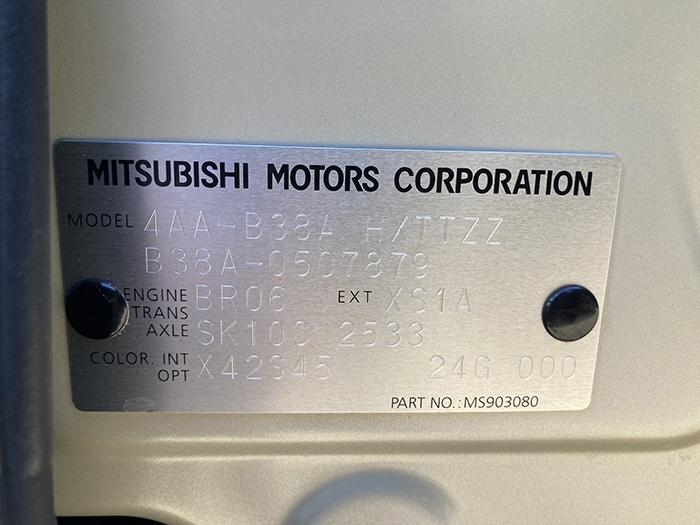 MITSUBISHI MOTORS CORPORATION
MODEL 4AA-B38A H/TTZZ
B38A-0507879
ENGINE BR06 EXT XS1A
TRANS
AXLE SK10C 2533
COLOR. INT X42S45 24G 000
OPT
PART NO.: MS903080